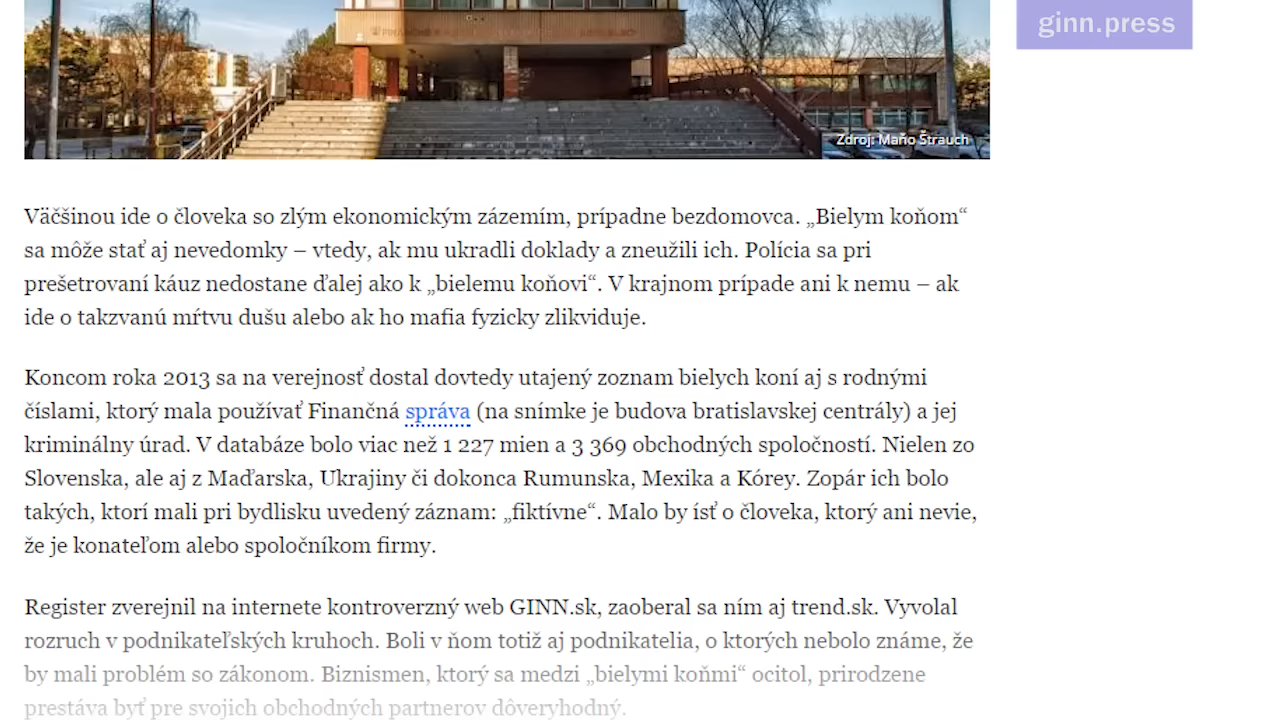 ginn.press
Zdroj: Maňo Štrauch
Väčšinou ide o človeka so zlým ekonomickým zázemím, prípadne bezdomovca. „Bielym koňom“
sa môže stať aj nevedomky – vtedy, ak mu ukradli doklady a zneužili ich. Polícia sa pri
prešetrovaní káuz nedostane ďalej ako k „bielemu koňovi“. V krajnom prípade ani k nemu – ak
ide o takzvanú mŕtvu dušu alebo ak ho mafia fyzicky zlikviduje.
Koncom roka 2013 sa na verejnosť dostal dovtedy utajený zoznam bielych koní aj s rodnými
číslami, ktorý mala používať Finančná správa (na snímke je budova bratislavskej centrály) a jej
kriminálny úrad. V databáze bolo viac než 1 227 mien a 3 369 obchodných spoločností. Nielen zo
Slovenska, ale aj z Maďarska, Ukrajiny či dokonca Rumunska, Mexika a Kórey. Zopár ich bolo
takých, ktorí mali pri bydlisku uvedený záznam: „fiktívne“. Malo by ísť o človeka, ktorý ani nevie,
že je konateľom alebo spoločníkom firmy.
Register zverejnil na internete kontroverzný web GINN.sk, zaoberal sa ním aj trend.sk. Vyvolal
rozruch v podnikateľských kruhoch. Boli v ňom totiž aj podnikatelia, o ktorých nebolo známe, že
by mali problém so zákonom. Biznismen, ktorý sa medzi „bielymi koňmi“ ocitol, prirodzene
prestáva byť pre svojich obchodných partnerov dôveryhodný.